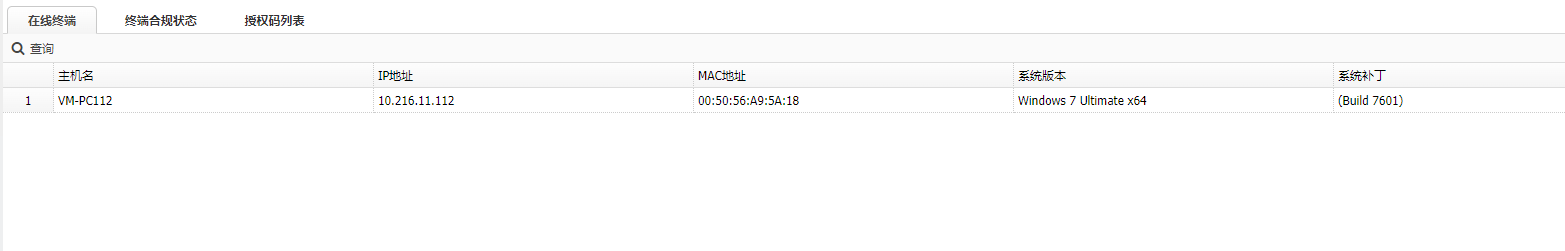 在线终端 终端合规状态 授权码列表
查询
主机名 IP地址 MAC地址 系统版本 系统补丁
1 VM-PC112 10.216.11.112 00:50:56:A9:5A:18 Windows 7 Ultimate x64 (Build 7601)